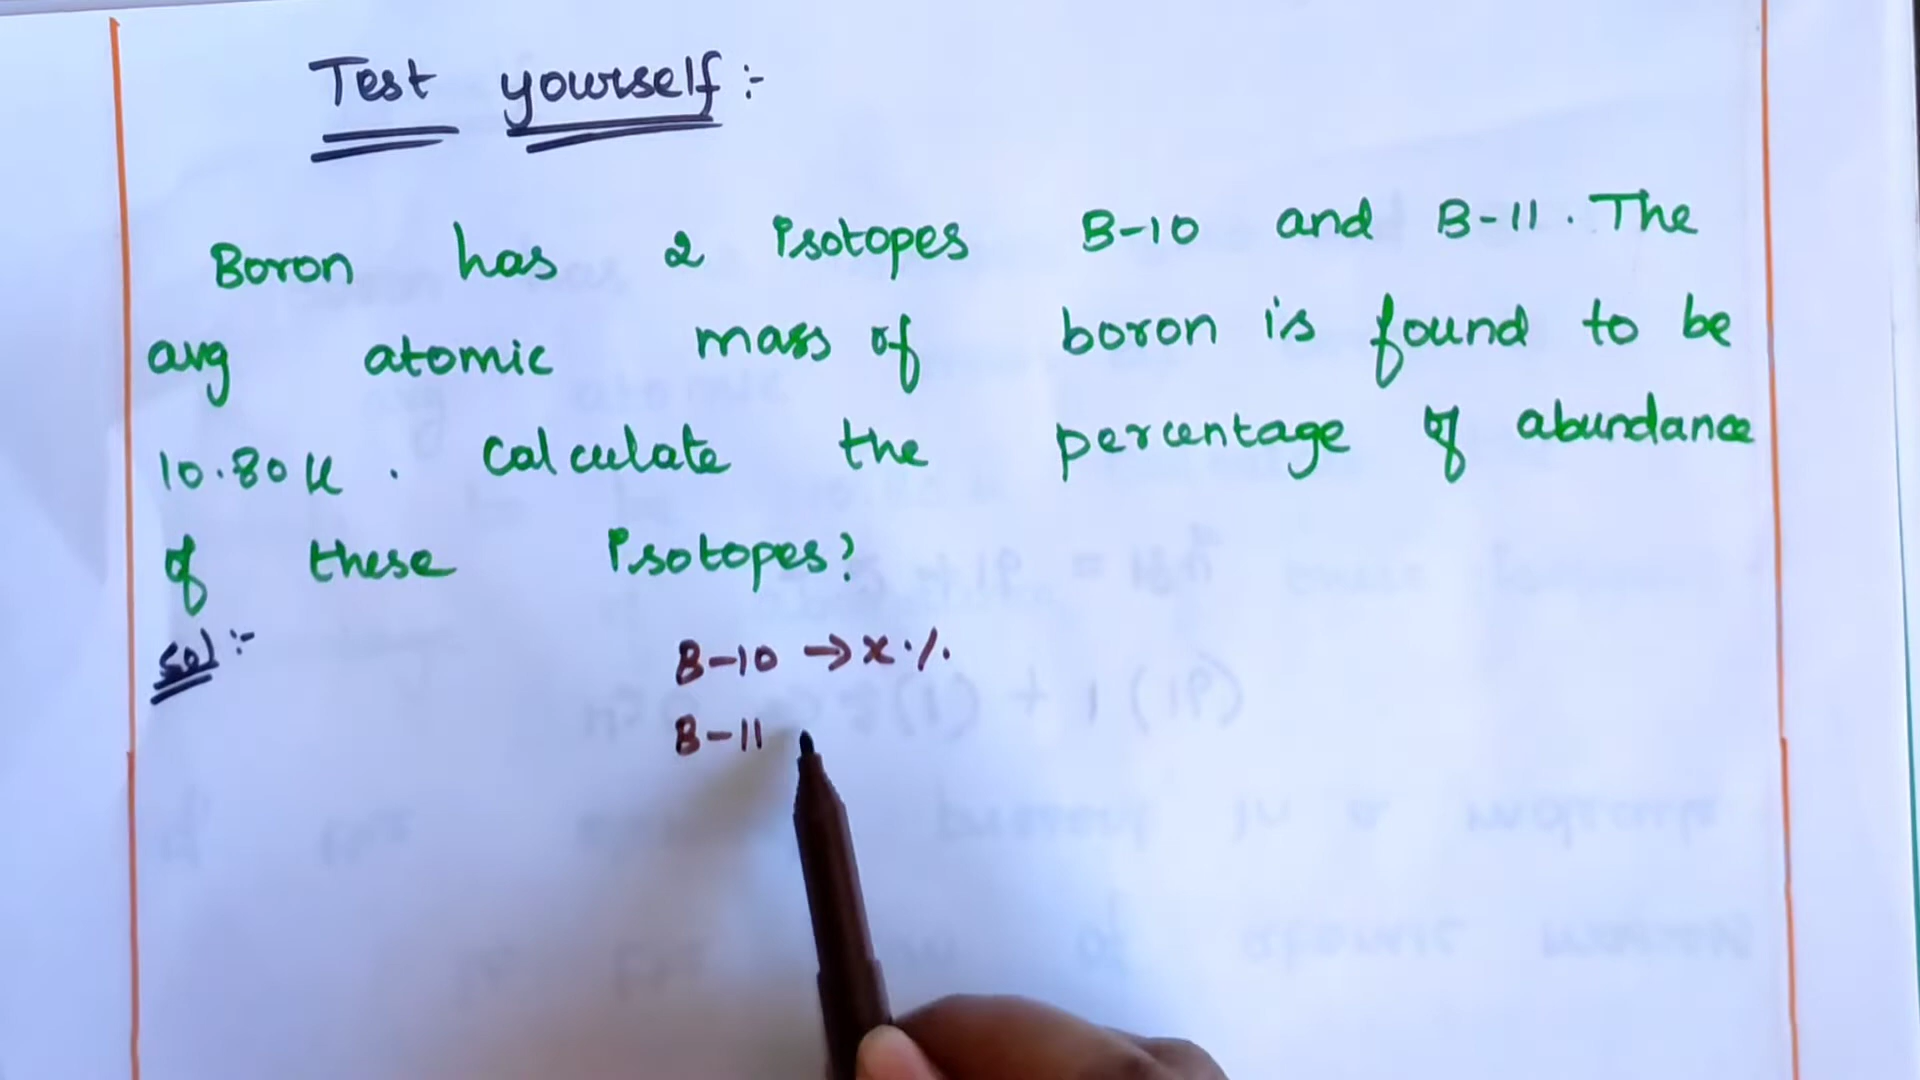 Test yourself :-
Boron has 2 isotopes B-10 and B-11. The
avg atomic mass of boron is found to be
10.80u. Calculate the percentage of abundance
of these isotopes?
Sol :-
B-10 → x %
B-11